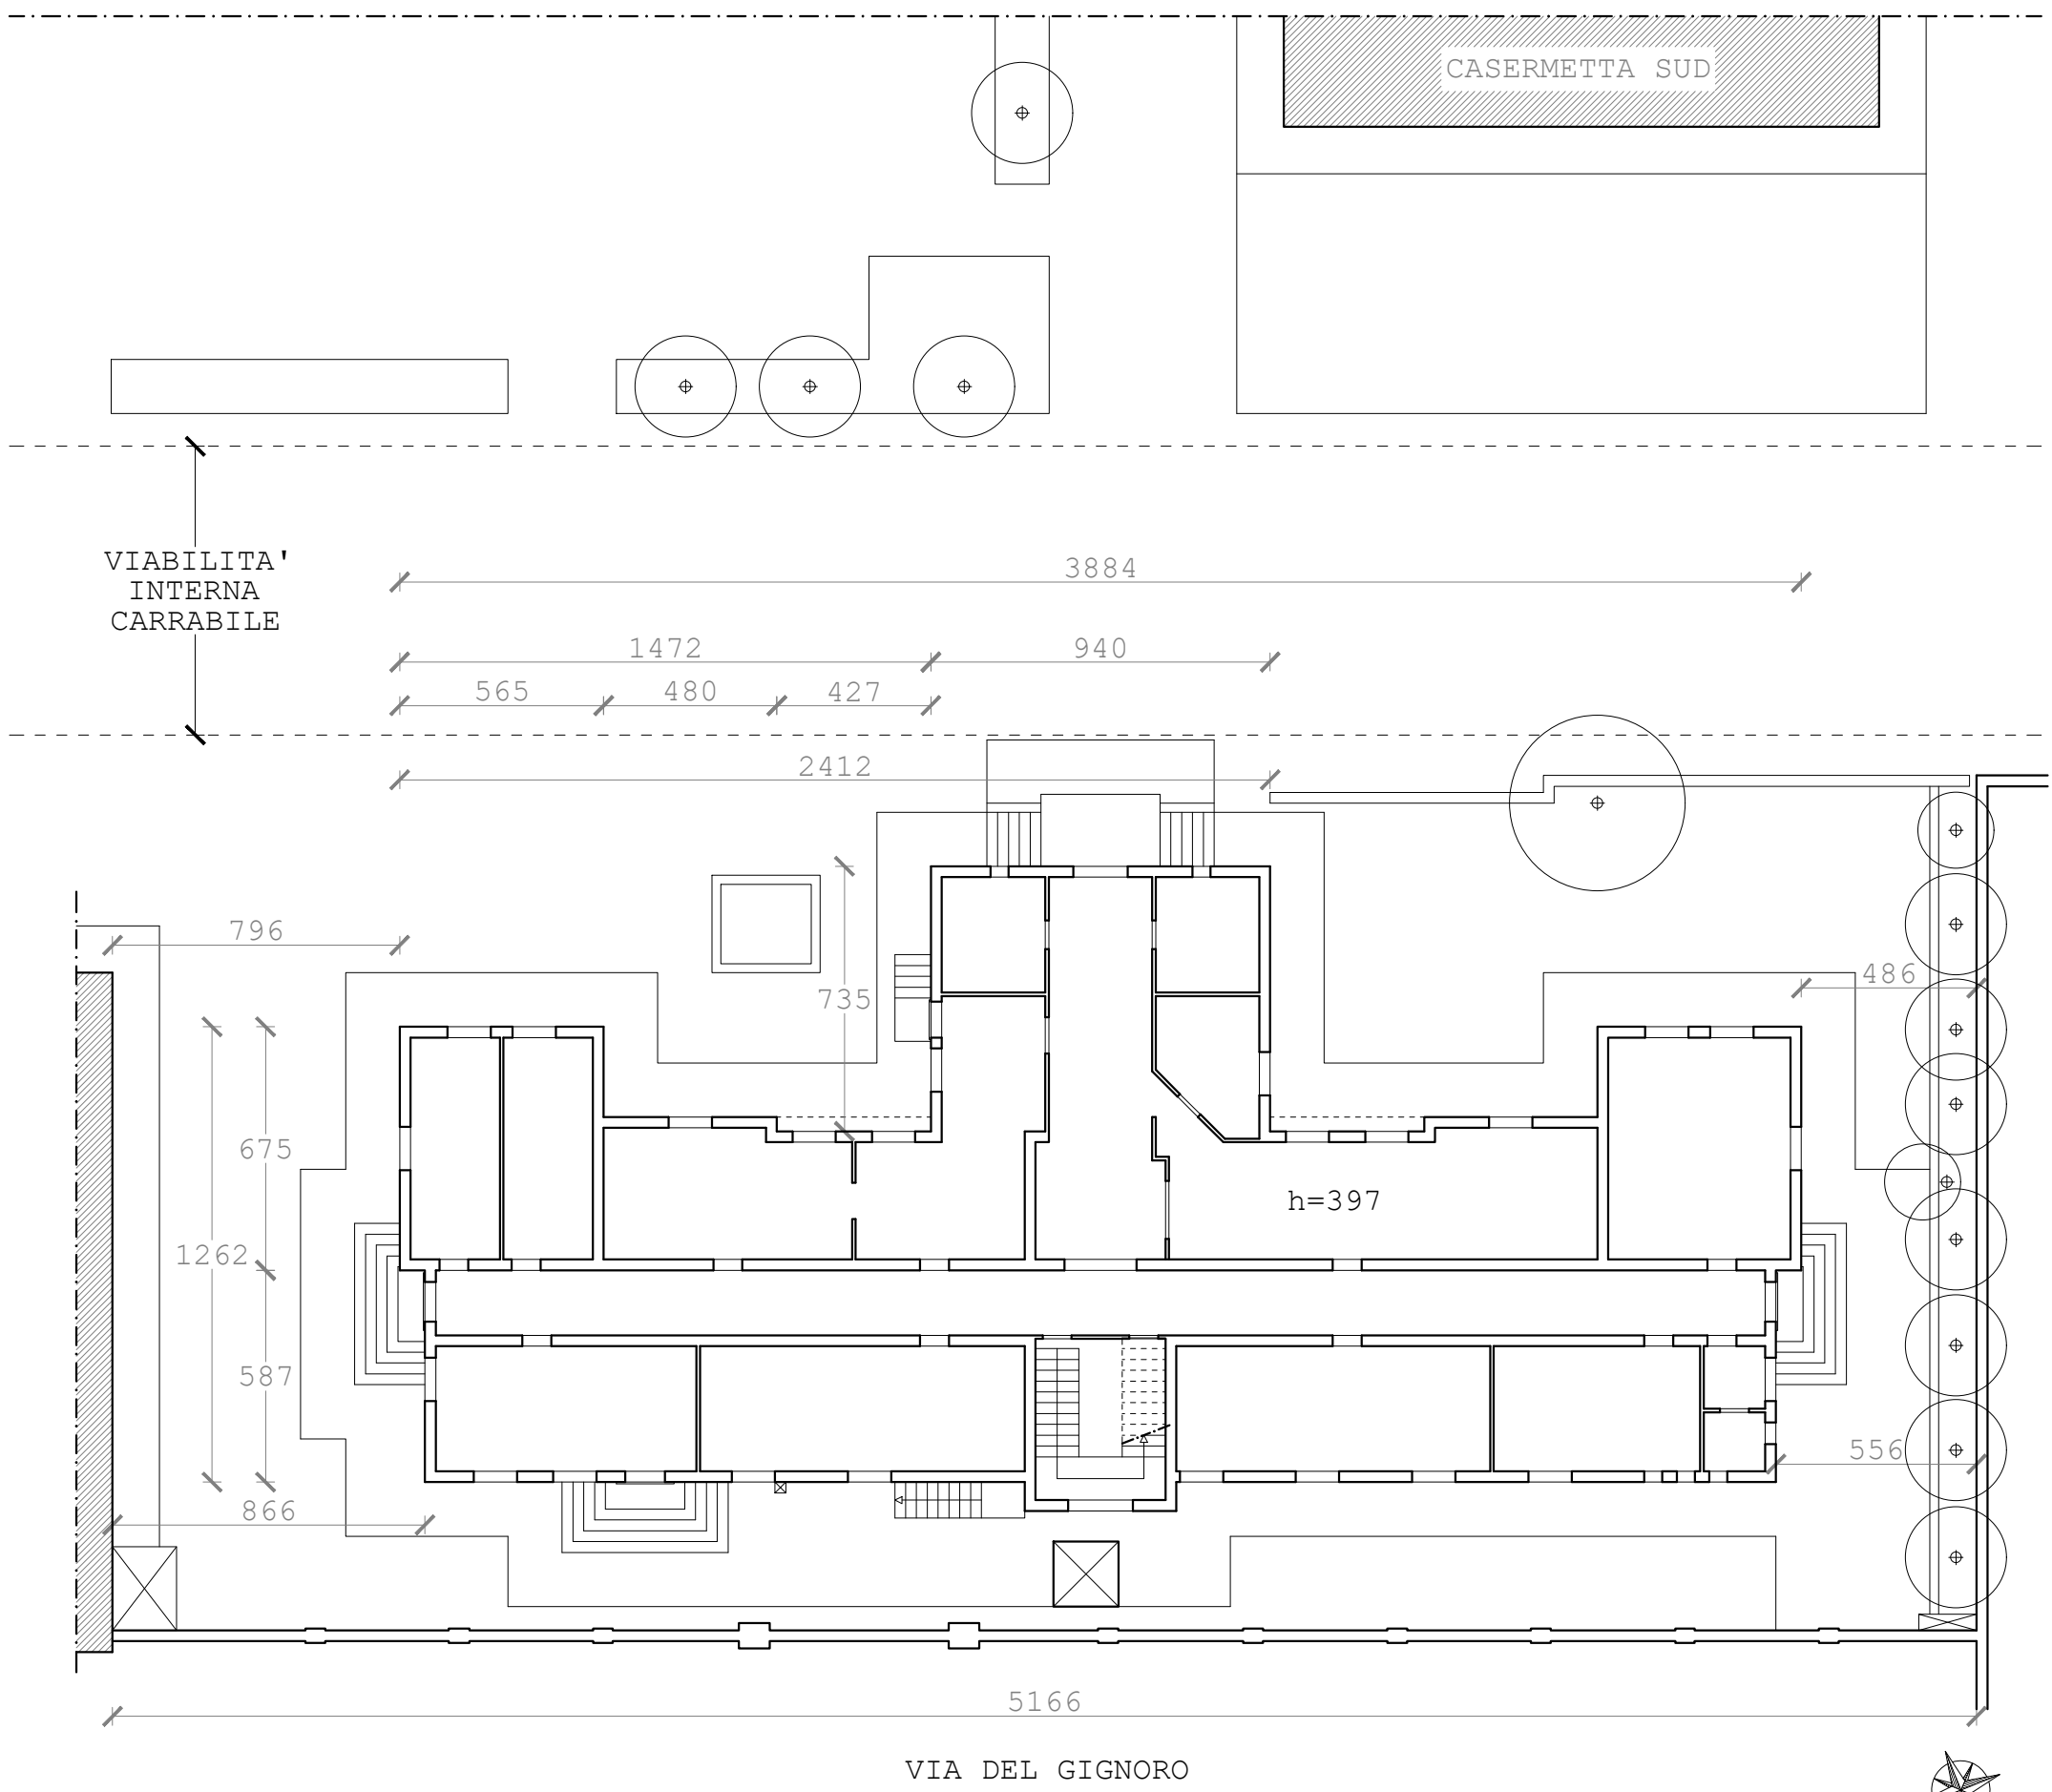 CASERMETTA SUD
VIABILITA'
INTERNA
CARRABILE
3884
1472
940
565
480
427
2412
796
486
735
675
h=397
1262
587
556
866
5166
VIA DEL GIGNORO